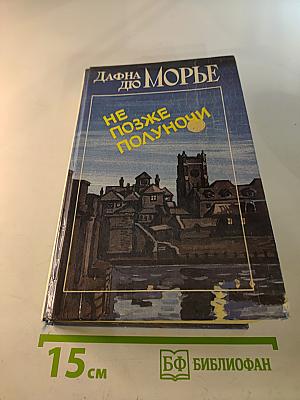 ДАФНА
ДЮ МОРЬЕ
НЕ
ПОЗЖЕ
ПОЛУНОЧИ
15 см
БФ БИБЛИОФАН